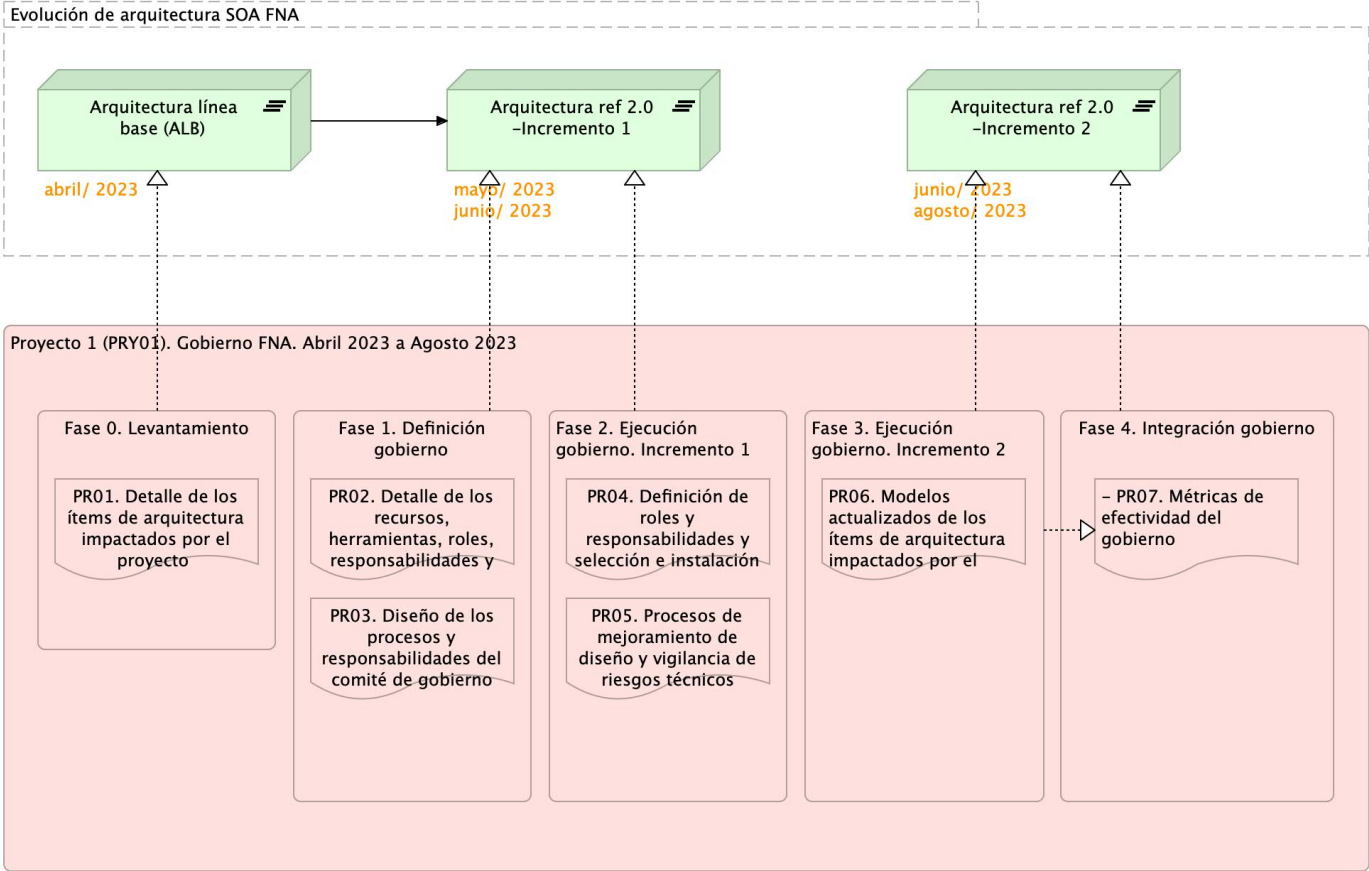 Evolución de arquitectura SOA FNA
Arquitectura línea
base (ALB)
Arquitectura ref 2.0
-Incremento 1
Arquitectura ref 2.0
-Incremento 2
abril/ 2023
mayo/ 2023
junio/ 2023
junio/ 2023
agosto/ 2023
Proyecto 1 (PRY01). Gobierno FNA. Abril 2023 a Agosto 2023
Fase 0. Levantamiento
PR01. Detalle de los
ítems de arquitectura
impactados por el
proyecto
Fase 1. Definición
gobierno
PR02. Detalle de los
recursos,
herramientas, roles,
responsabilidades y
PR03. Diseño de los
procesos y
responsabilidades del
comité de gobierno
Fase 2. Ejecución
gobierno. Incremento 1
PR04. Definición de
roles y
responsabilidades y
selección e instalación
PR05. Procesos de
mejoramiento de
diseño y vigilancia de
riesgos técnicos
Fase 3. Ejecución
gobierno. Incremento 2
PR06. Modelos
actualizados de los
ítems de arquitectura
impactados por el
Fase 4. Integración gobierno
- PR07. Métricas de
efectividad del
gobierno